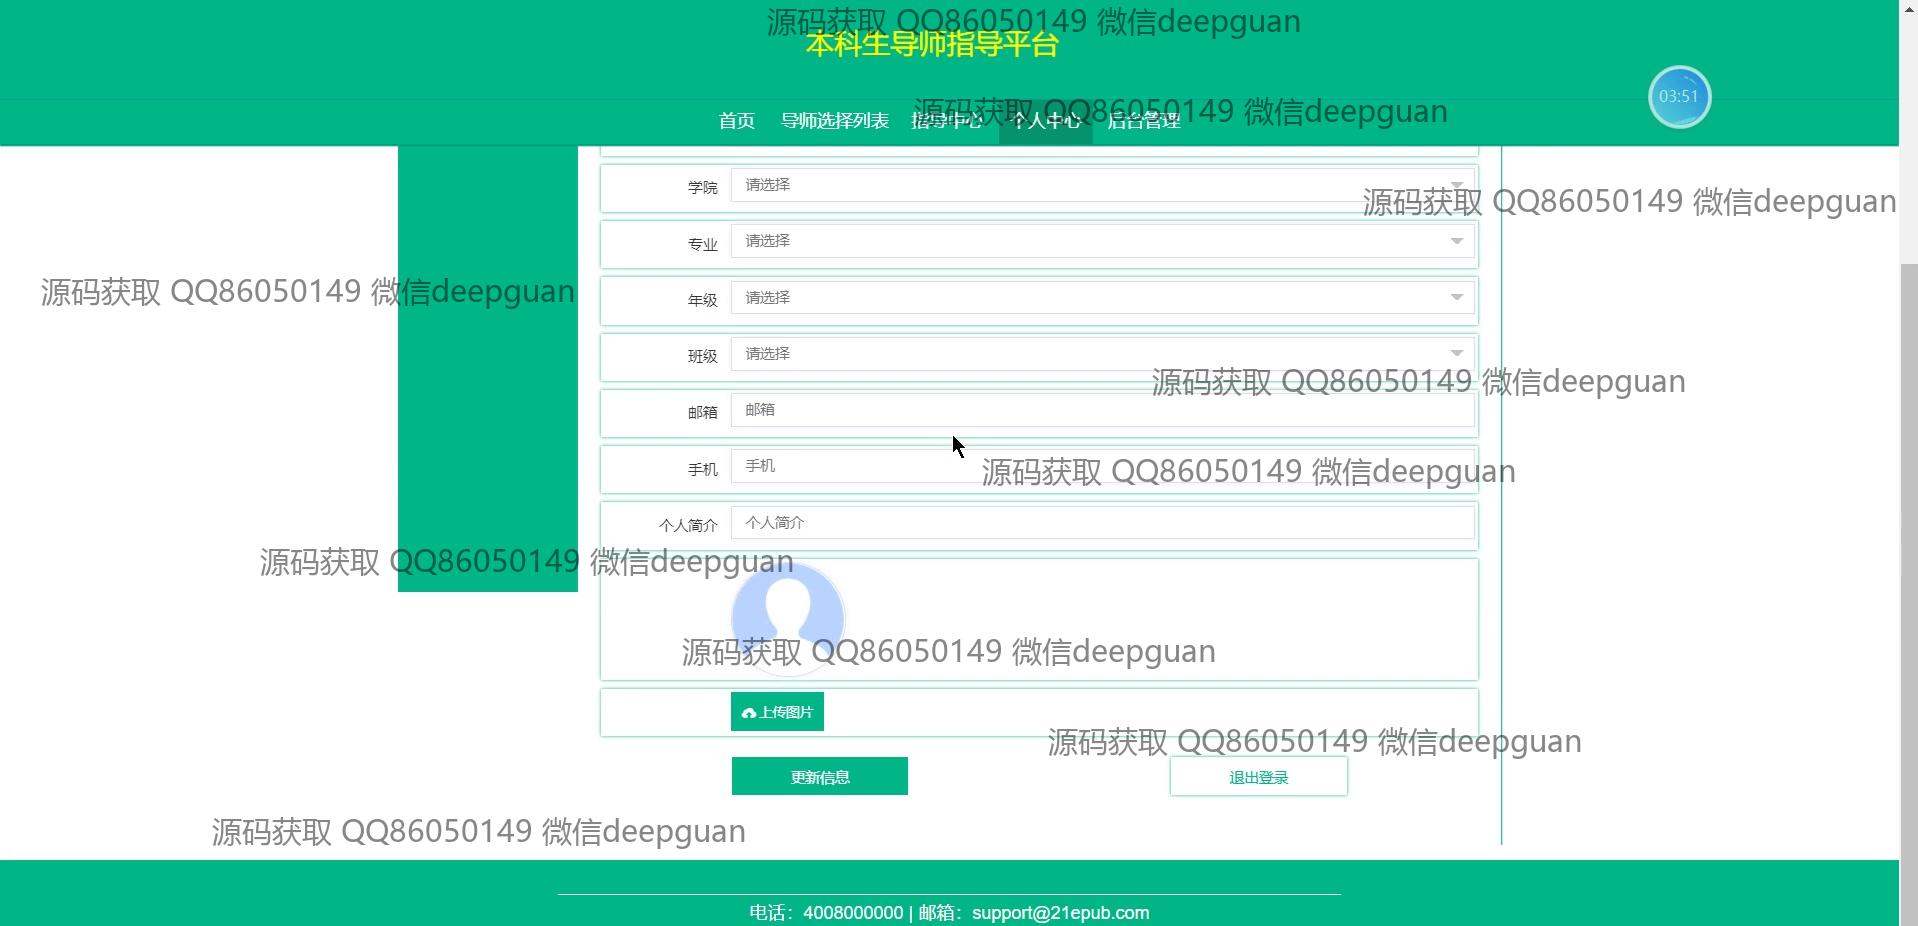 源码获取 QQ86050149 微信deepguan
本科生导师指导平台
03:51
源码获取 QQ86050149 微信deepguan
首页 导师选择列表 指导中心 个人中心 后台管理
学院 请选择
源码获取 QQ86050149 微信deepguan
专业 请选择
源码获取 QQ86050149 微信deepguan
年级 请选择
班级 请选择
源码获取 QQ86050149 微信deepguan
邮箱 邮箱
手机 手机
源码获取 QQ86050149 微信deepguan
个人简介 个人简介
源码获取 QQ86050149 微信deepguan
源码获取 QQ86050149 微信deepguan
上传图片
源码获取 QQ86050149 微信deepguan
更新信息 退出登录
源码获取 QQ86050149 微信deepguan
电话：4008000000 | 邮箱：support@21epub.com